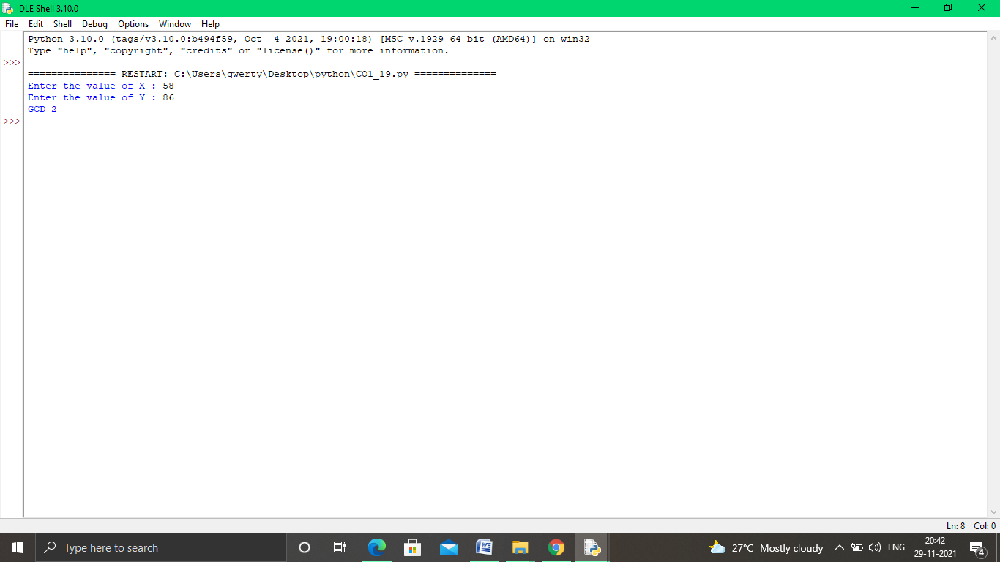 IDLE Shell 3.10.0
File Edit Shell Debug Options Window Help
Python 3.10.0 (tags/v3.10.0:b494f59, Oct  4 2021, 19:00:18) [MSC v.1929 64 bit (AMD64)] on win32
Type "help", "copyright", "credits" or "license()" for more information.
>>>
=============== RESTART: C:\Users\qwerty\Desktop\python\CO1_19.py ==============
Enter the value of X : 58
Enter the value of Y : 86
GCD 2
>>>
Ln: 8 Col: 0
Type here to search
27°C Mostly cloudy
ENG
20:42
29-11-2021
4